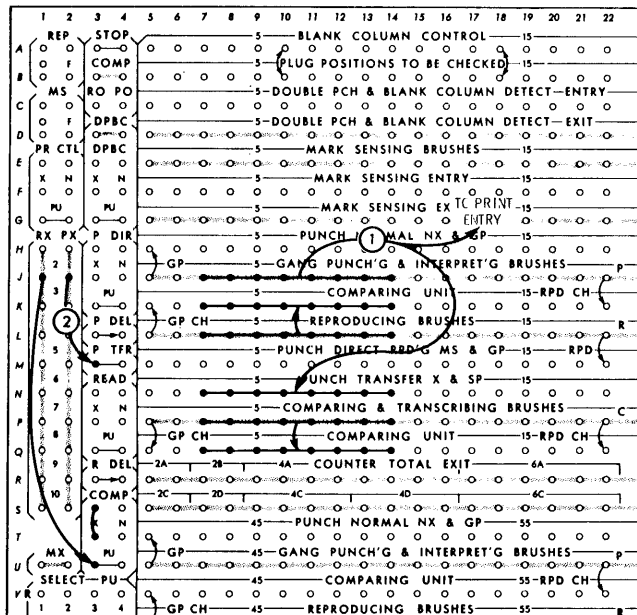 1 2 3 4 5 6 7 8 9 10 11 12 13 14 15 16 17 18 19 20 21 22
REP STOP 5 BLANK COLUMN CONTROL 15
A
F COMP 5 PLUG POSITIONS TO BE CHECKED 15
B
MS RO PO 5 DOUBLE PCH & BLANK COLUMN DETECT-ENTRY
C
F DPBC 5 DOUBLE PCH & BLANK COLUMN DETECT - EXIT
D
PR CTL DPBC 5 MARK SENSING BRUSHES 15
E
X N X N 5 MARK SENSING ENTRY 15
F
PU PU 5 MARK SENSING EX TO PRINT ENTRY
G
RX PX P DIR 5 PUNCH MAL NX & GP 1
H
X N GP 5 GANG PUNCH'G & INTERPRET'G BRUSHES P
J
3 PU 5 COMPARING UNIT 15 RPD CH
K
2 P DEL GP CH 5 REPRODUCING BRUSHES 15 R
L
5 P TFR 5 PUNCH DIRECT RPD'G MS & GP RPD
M
6 READ 5 PUNCH TRANSFER X & SP 15
N
7 X N 5 COMPARING & TRANSCRIBING BRUSHES C
P
8 PU GP CH 5 COMPARING UNIT 15-RPD CH
Q
9 R DEL 2A 2B 4A COUNTER TOTAL EXIT 6A
R
10 COMP 2C 2D 4C 4D 6C
S
X N 45 PUNCH NORMAL NX & GP 55
T
MX PU GP 45 GANG PUNCH'G & INTERPRET'G BRUSHES P
U
SELECT-PU 45 COMPARING UNIT 55-RPD CH
V R
1 2 3 4 GP CH 45 REPRODUCING BRUSHES 55 R